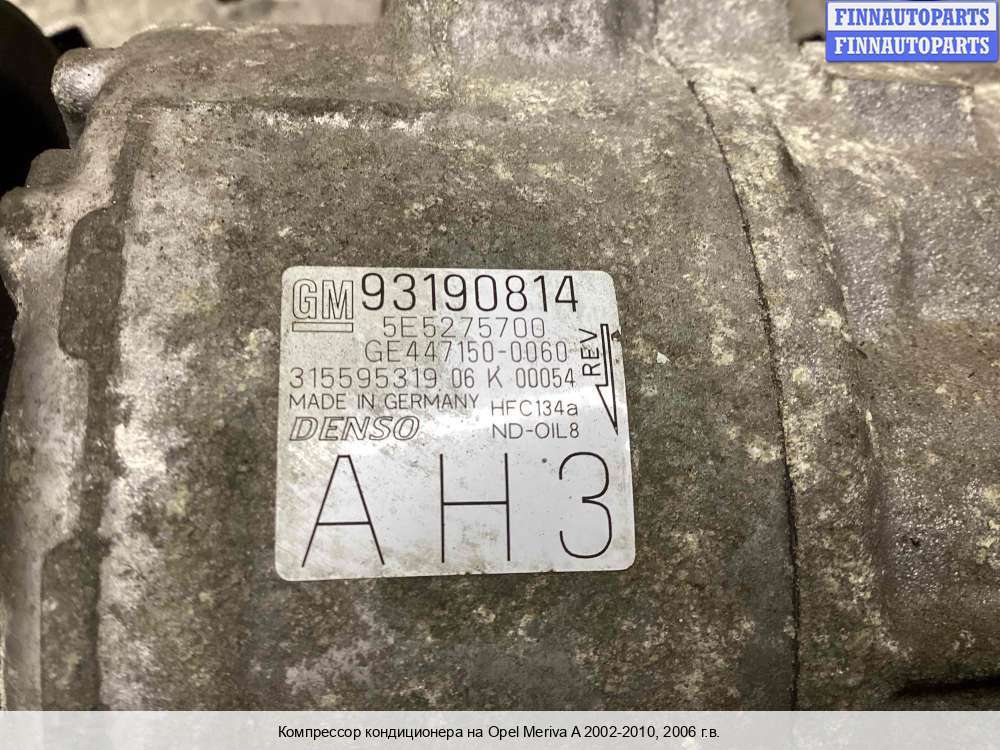 FINNAUTOPARTS
FINNAUTOPARTS
GM 93190814
5E5275700
GE447150-0060
315595319 06 K 00054
REV
MADE IN GERMANY HFC134a
DENSO ND-OIL8
A H 3
Компрессор кондиционера на Opel Meriva A 2002-2010, 2006 г.в.